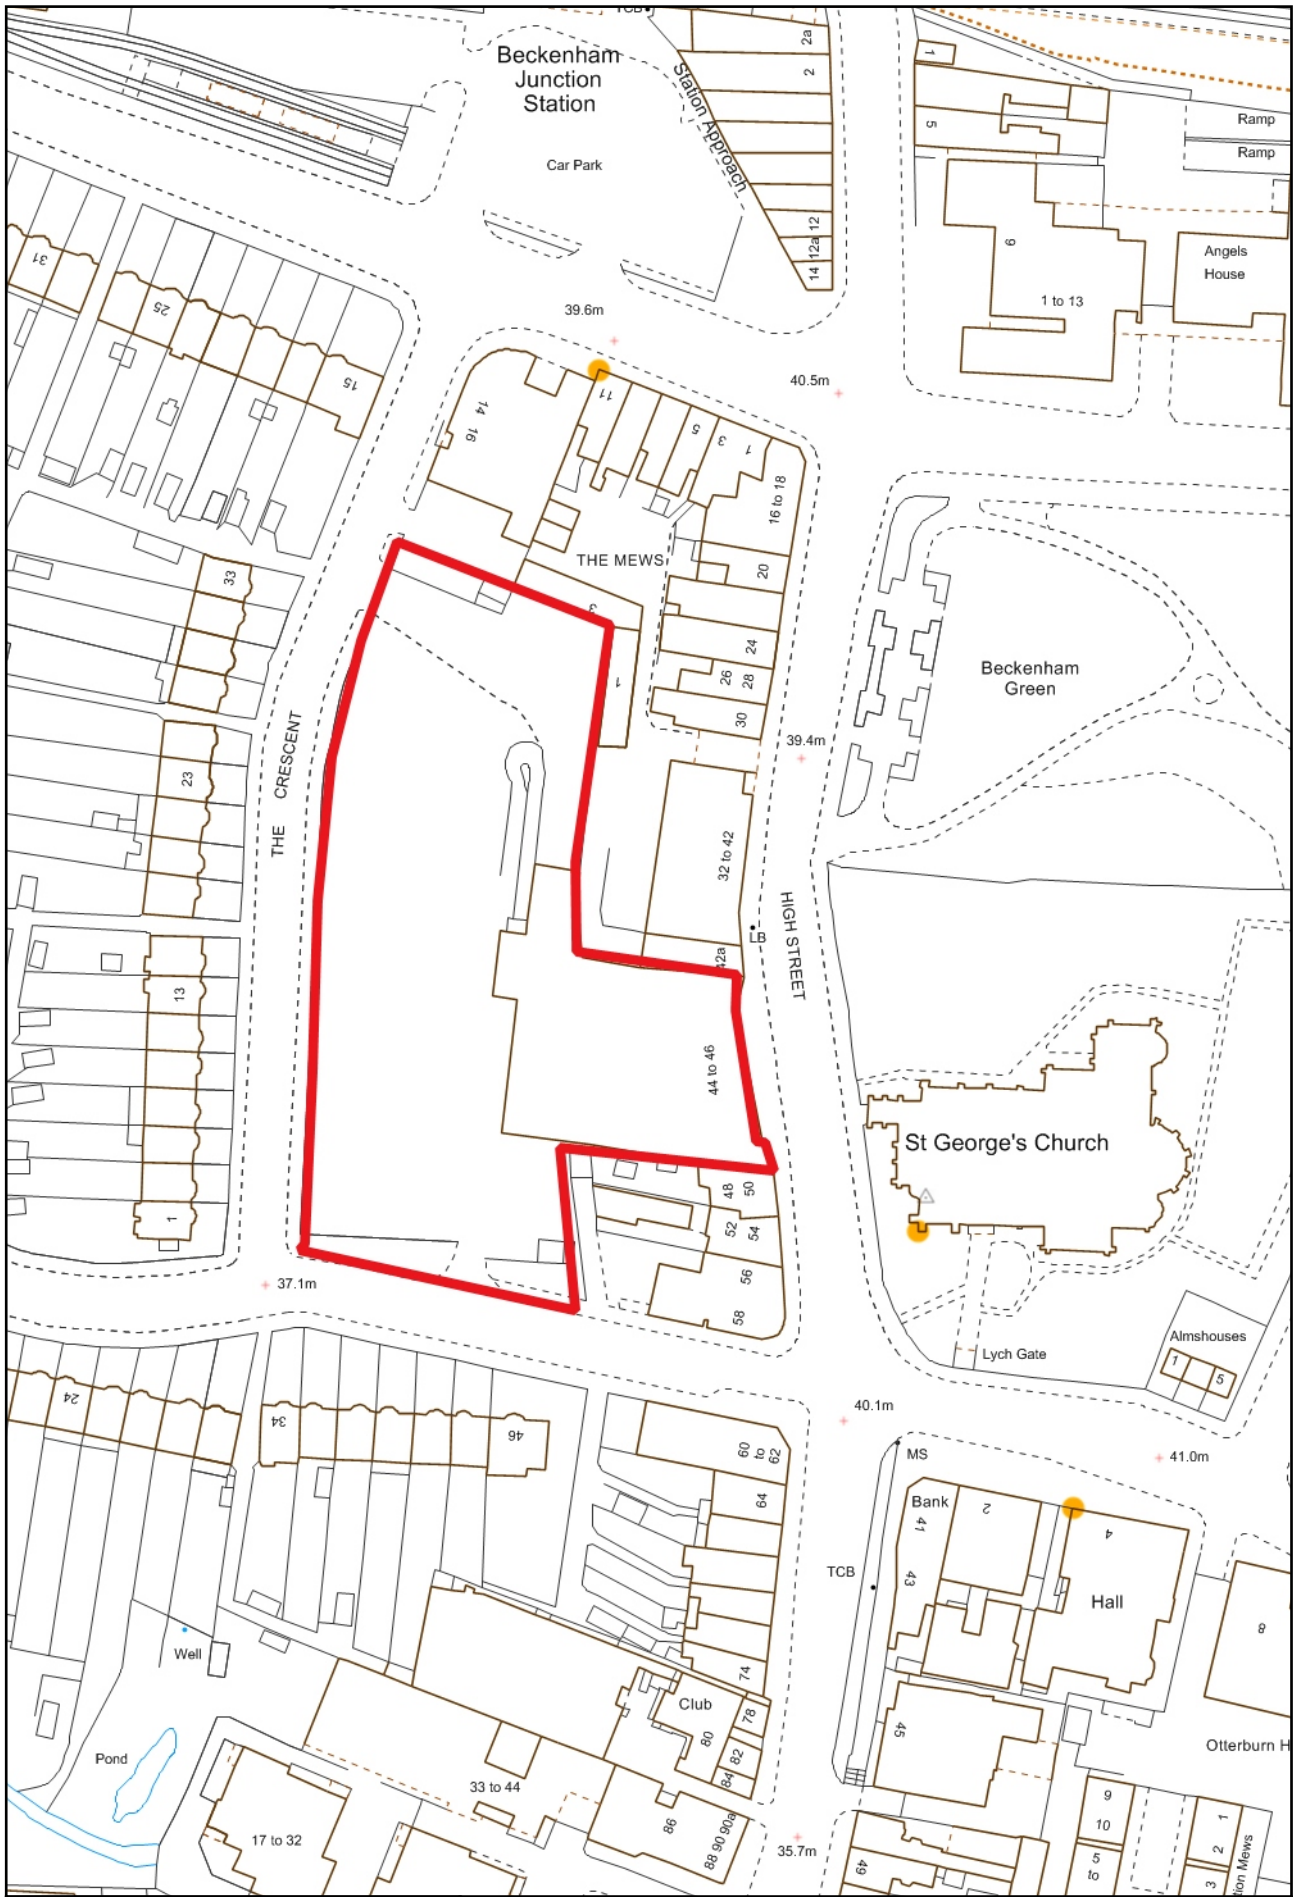 TCB
Beckenham
Junction
Station
Car Park
Station Approach
2a
2
12
12a
14
1
5
Ramp
Ramp
9
1 to 13
Angels
House
31
25
15
39.6m
40.5m
14
16
11
5
3
1
16 to 18
THE MEWS
20
33
3
24
26
28
30
1
Beckenham
Green
THE CRESCENT
23
39.4m
32 to 42
LB
42a
HIGH STREET
13
44 to 46
St George's Church
1
48
50
52
54
56
58
37.1m
Almshouses
1
5
Lych Gate
24
34
46
40.1m
MS
41.0m
60
to
62
64
Bank
41
43
2
4
TCB
Hall
8
Well
74
Club
80
78
82
84
45
Otterburn H
Pond
33 to 44
17 to 32
86
88 90 90a
35.7m
49
9
10
5
to
1
2
3
tion Mews